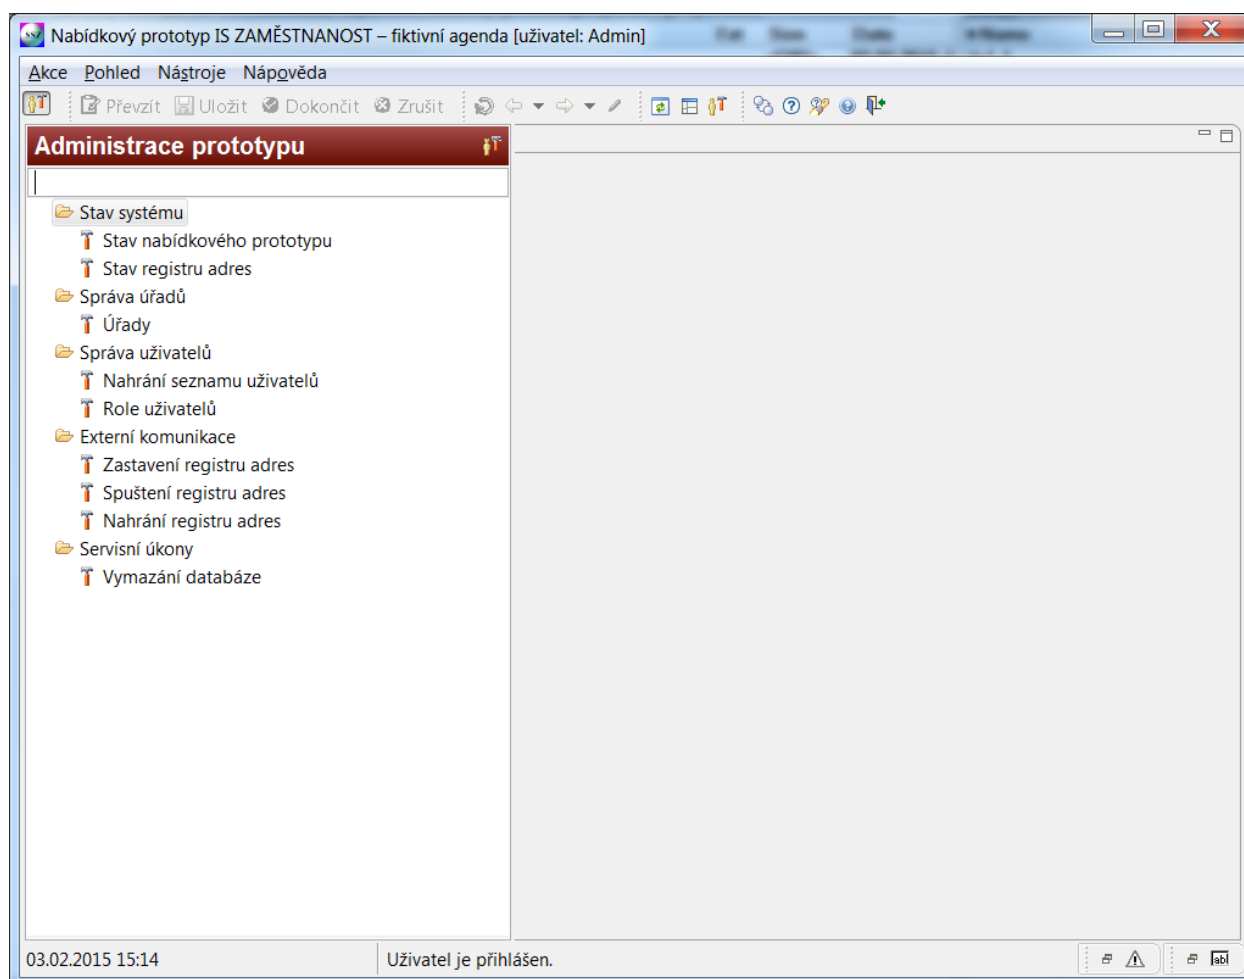 Nabídkový prototyp IS ZAMĚSTNANOST – fiktivní agenda [uživatel: Admin]
Akce Pohled Nástroje Nápověda
Převzít Uložit Dokončit Zrušit
Administrace prototypu
Stav systému
Stav nabídkového prototypu
Stav registru adres
Správa úřadů
Úřady
Správa uživatelů
Nahrání seznamu uživatelů
Role uživatelů
Externí komunikace
Zastavení registru adres
Spuštení registru adres
Nahrání registru adres
Servisní úkony
Vymazání databáze
03.02.2015 15:14 Uživatel je přihlášen.